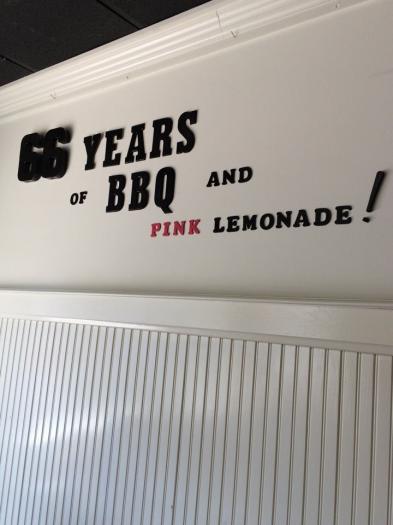 66 YEARS
OF BBQ AND
PINK LEMONADE!